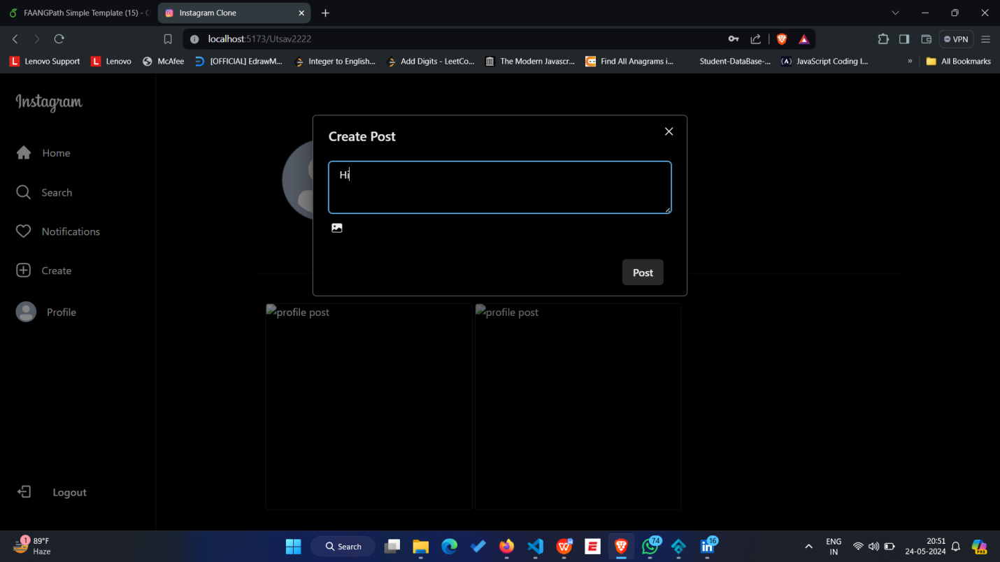 FAANGPath Simple Template (15) - O
Instagram Clone
localhost:5173/Utsav2222
VPN
Lenovo Support
Lenovo
McAfee
[OFFICIAL] EdrawM...
Integer to English...
Add Digits - LeetCo...
The Modern Javascr...
Find All Anagrams i...
Student-DataBase-...
JavaScript Coding I...
»
All Bookmarks
Instagram
Home
Search
Notifications
Create
Profile
Logout
Create Post
Hi
Post
profile post
profile post
1
89°F
Haze
Search
74
16
ENG
IN
20:51
24-05-2024
PRE